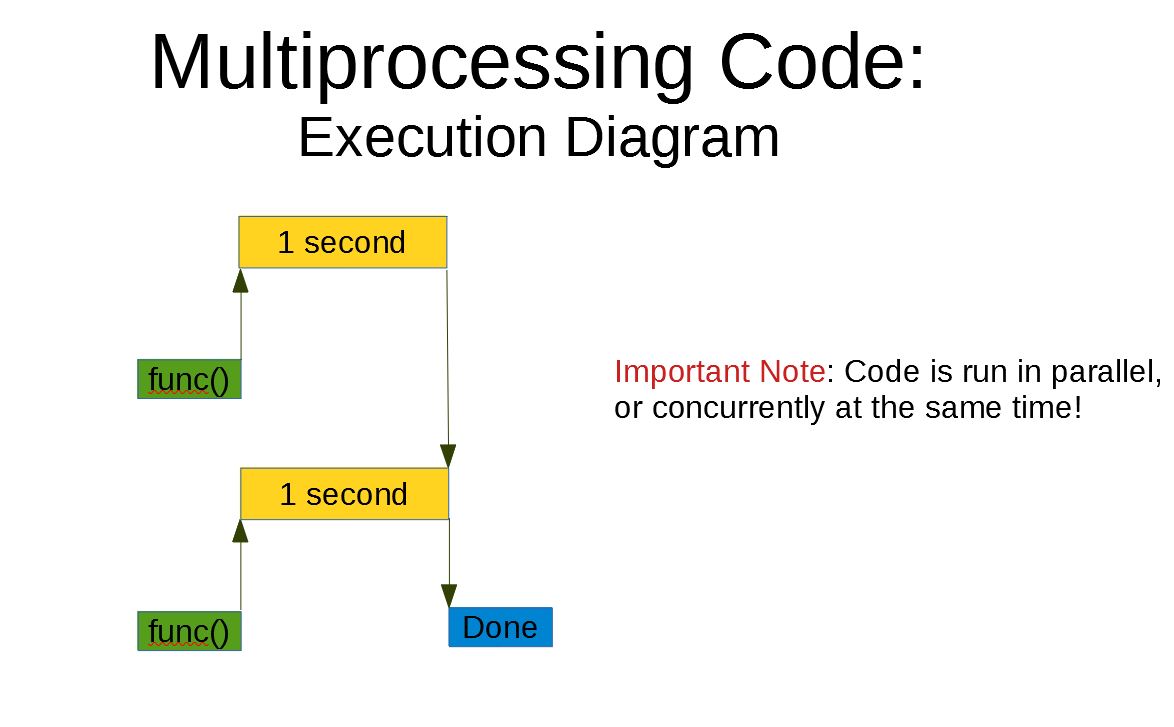 Multiprocessing Code:
Execution Diagram
1 second
func()
Important Note: Code is run in parallel,
or concurrently at the same time!
1 second
func()
Done